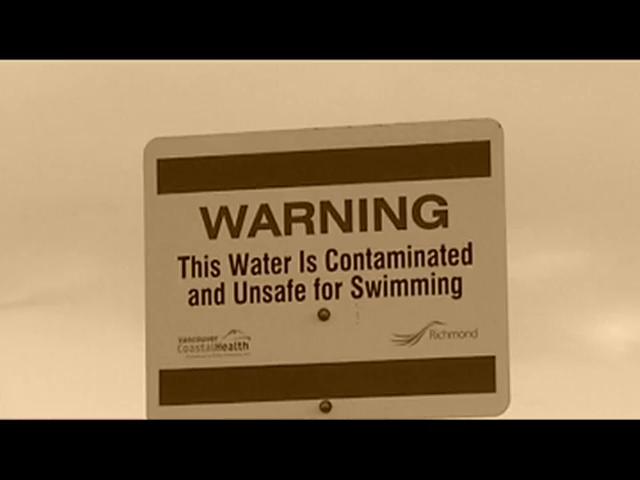 WARNING
This Water Is Contaminated
and Unsafe for Swimming
Vancouver
CoastalHealth
Richmond